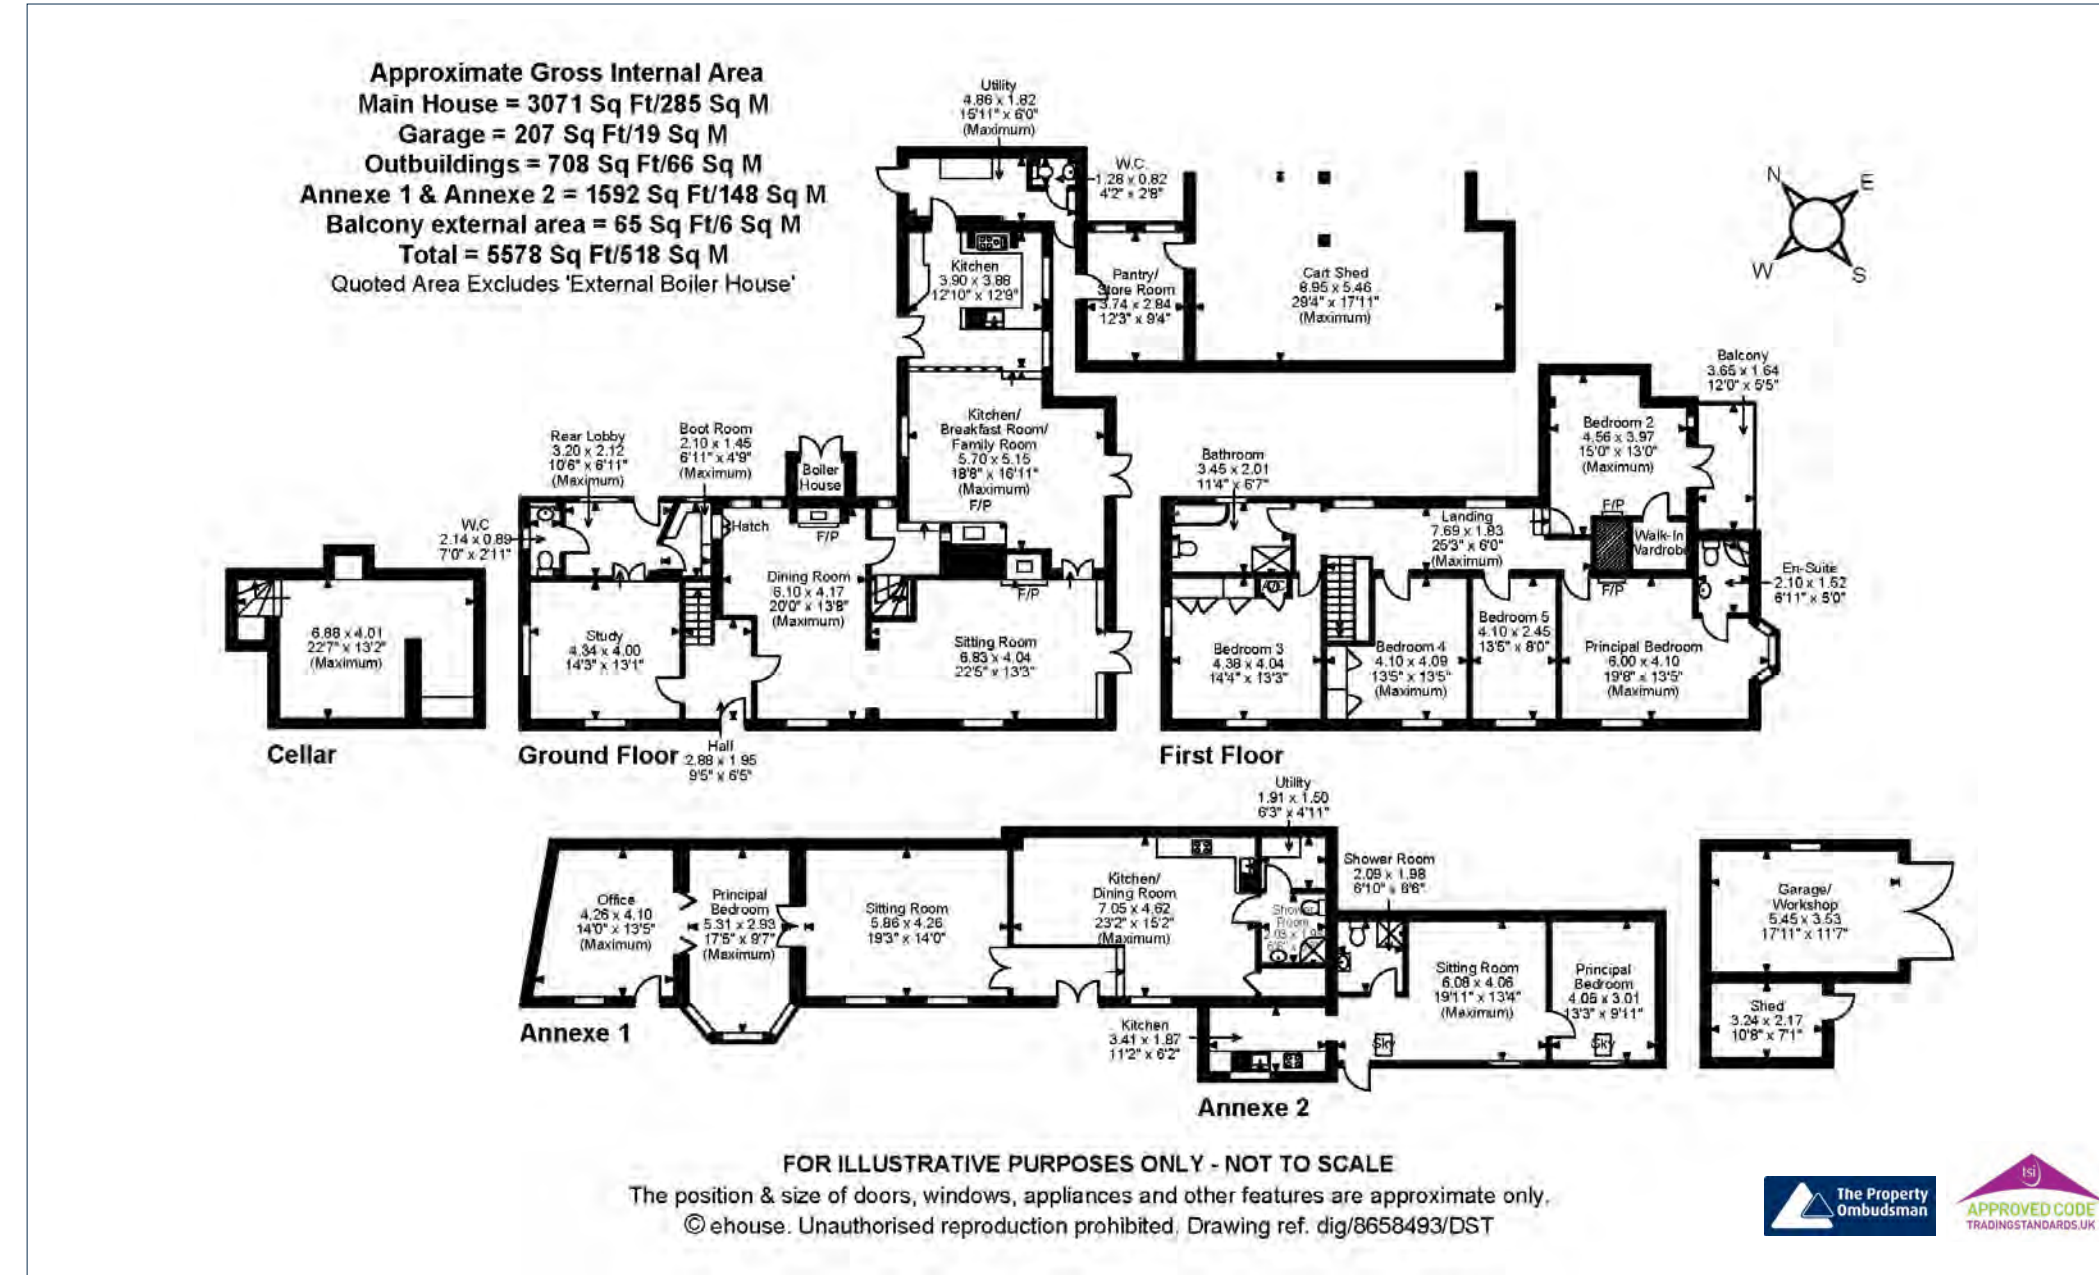 Approximate Gross Internal Area
Main House = 3071 Sq Ft/285 Sq M
Garage = 207 Sq Ft/19 Sq M
Outbuildings = 708 Sq Ft/66 Sq M
Annexe 1 & Annexe 2 = 1592 Sq Ft/148 Sq M
Balcony external area = 65 Sq Ft/6 Sq M
Total = 5578 Sq Ft/518 Sq M
Quoted Area Excludes 'External Boiler House'
Utility
4.86 x 1.82
15'11" x 6'0"
(Maximum)
W.C
1.28 x 0.82
4'2" x 2'8"
Kitchen
3.90 x 3.88
12'10" x 12'9"
Pantry/
Store Room
3.74 x 2.84
12'3" x 9'4"
Cart Shed
8.95 x 5.46
29'4" x 17'11"
(Maximum)
N
E
W
S
Balcony
3.65 x 1.64
12'0" x 5'5"
Kitchen/
Breakfast Room/
Family Room
5.70 x 5.15
18'8" x 16'11"
(Maximum)
F/P
Boot Room
2.10 x 1.45
6'11" x 4'9"
(Maximum)
Rear Lobby
3.20 x 2.12
10'6" x 6'11"
(Maximum)
Boiler
House
W.C
2.14 x 0.89
7'0" x 2'11"
Hatch
F/P
Dining Room
6.10 x 4.17
20'0" x 13'8"
(Maximum)
F/P
Study
4.34 x 4.00
14'3" x 13'1"
Sitting Room
6.83 x 4.04
22'5" x 13'3"
6.88 x 4.01
22'7" x 13'2"
(Maximum)
Cellar
Ground Floor
Hall
2.88 x 1.95
9'5" x 6'5"
Bedroom 2
4.56 x 3.97
15'0" x 13'0"
(Maximum)
F/P
Bathroom
3.45 x 2.01
11'4" x 6'7"
Landing
7.69 x 1.83
25'3" x 6'0"
(Maximum)
Walk-In
Wardrobe
En-Suite
2.10 x 1.52
6'11" x 5'0"
F/P
Bedroom 3
4.38 x 4.04
14'4" x 13'3"
Bedroom 4
4.10 x 4.09
13'5" x 13'5"
(Maximum)
Bedroom 5
4.10 x 2.45
13'5" x 8'0"
Principal Bedroom
6.00 x 4.10
19'8" x 13'5"
(Maximum)
First Floor
Utility
1.91 x 1.50
6'3" x 4'11"
Office
4.26 x 4.10
14'0" x 13'5"
(Maximum)
Principal
Bedroom
5.31 x 2.93
17'5" x 9'7"
(Maximum)
Sitting Room
5.86 x 4.26
19'3" x 14'0"
Kitchen/
Dining Room
7.05 x 4.62
23'2" x 15'2"
(Maximum)
Shower
Room
Shower Room
2.09 x 1.98
6'10" x 6'6"
Sitting Room
6.08 x 4.06
19'11" x 13'4"
(Maximum)
Principal
Bedroom
4.05 x 3.01
13'3" x 9'11"
Sky
Sky
Kitchen
3.41 x 1.87
11'2" x 6'2"
Annexe 1
Annexe 2
Garage/
Workshop
5.45 x 3.53
17'11" x 11'7"
Shed
3.24 x 2.17
10'8" x 7'1"
FOR ILLUSTRATIVE PURPOSES ONLY - NOT TO SCALE
The position & size of doors, windows, appliances and other features are approximate only.
© ehouse. Unauthorised reproduction prohibited. Drawing ref. dig/8658493/DST
The Property
Ombudsman
tsi
APPROVED CODE
TRADINGSTANDARDS.UK